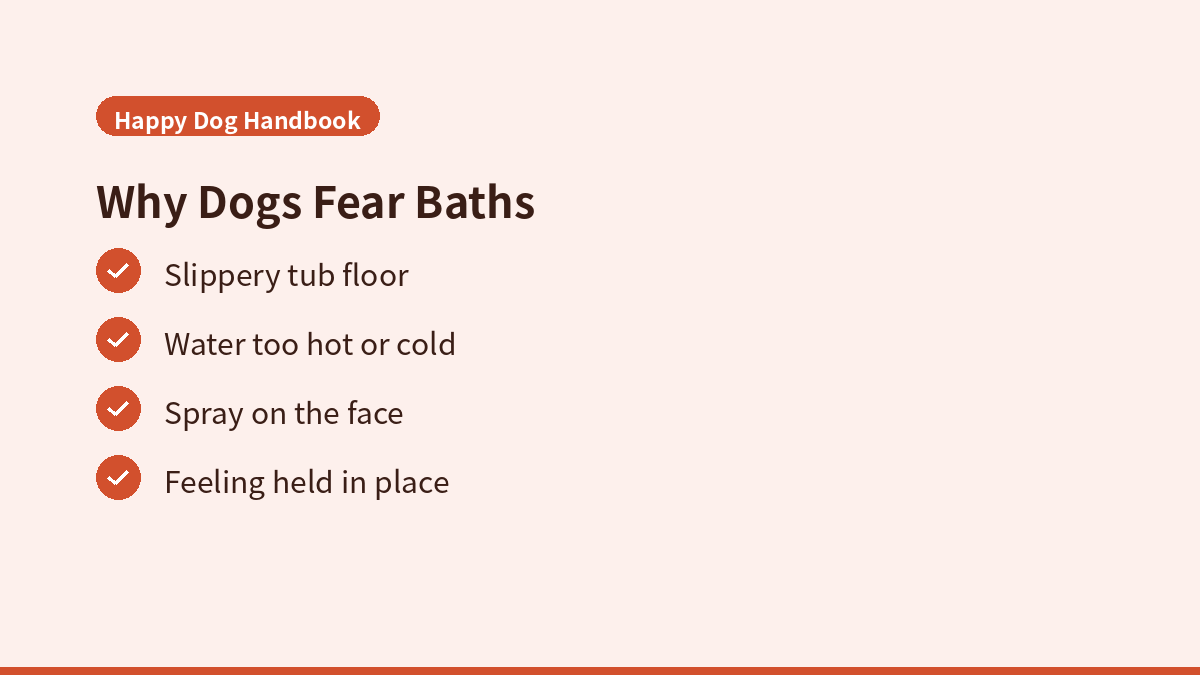 Happy Dog Handbook
Why Dogs Fear Baths
Slippery tub floor
Water too hot or cold
Spray on the face
Feeling held in place